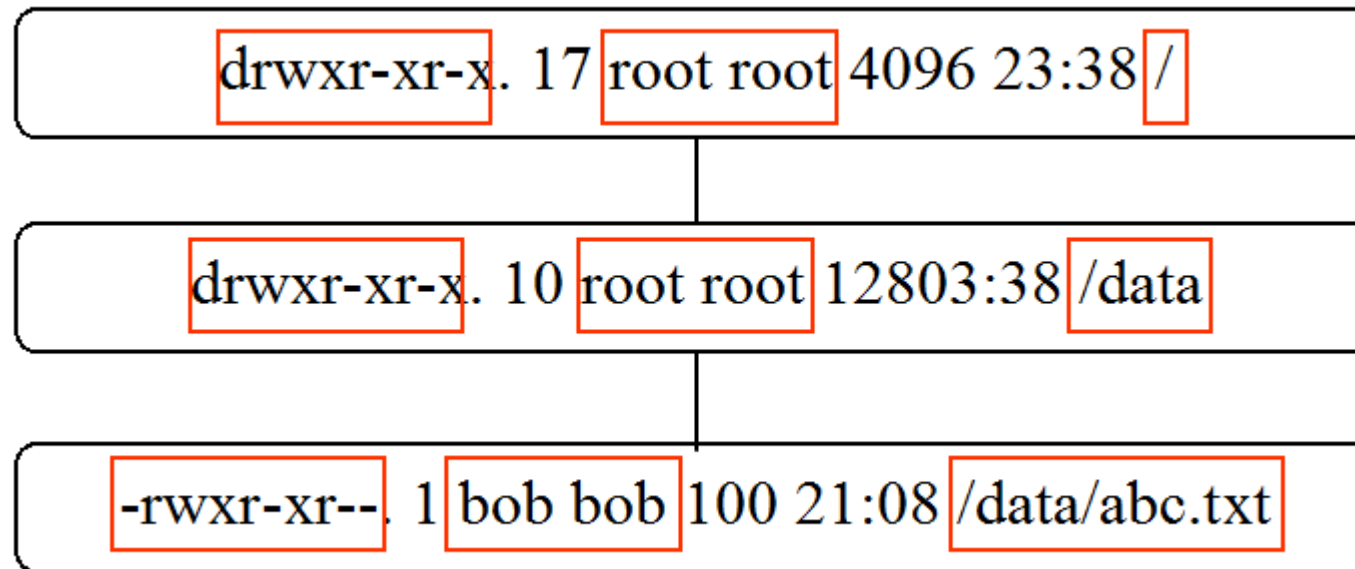 drwxr-xr-x. 17 root root 4096 23:38 /
drwxr-xr-x. 10 root root 12803:38 /data
-rwxr-xr--. 1 bob bob 100 21:08 /data/abc.txt